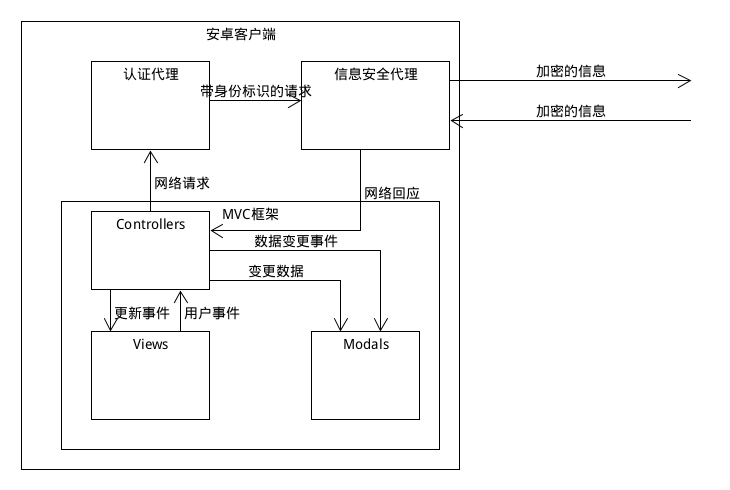 安卓客户端
认证代理
信息安全代理
加密的信息
带身份标识的请求
加密的信息
网络请求
网络回应
MVC框架
Controllers
数据变更事件
变更数据
更新事件
用户事件
Views
Modals